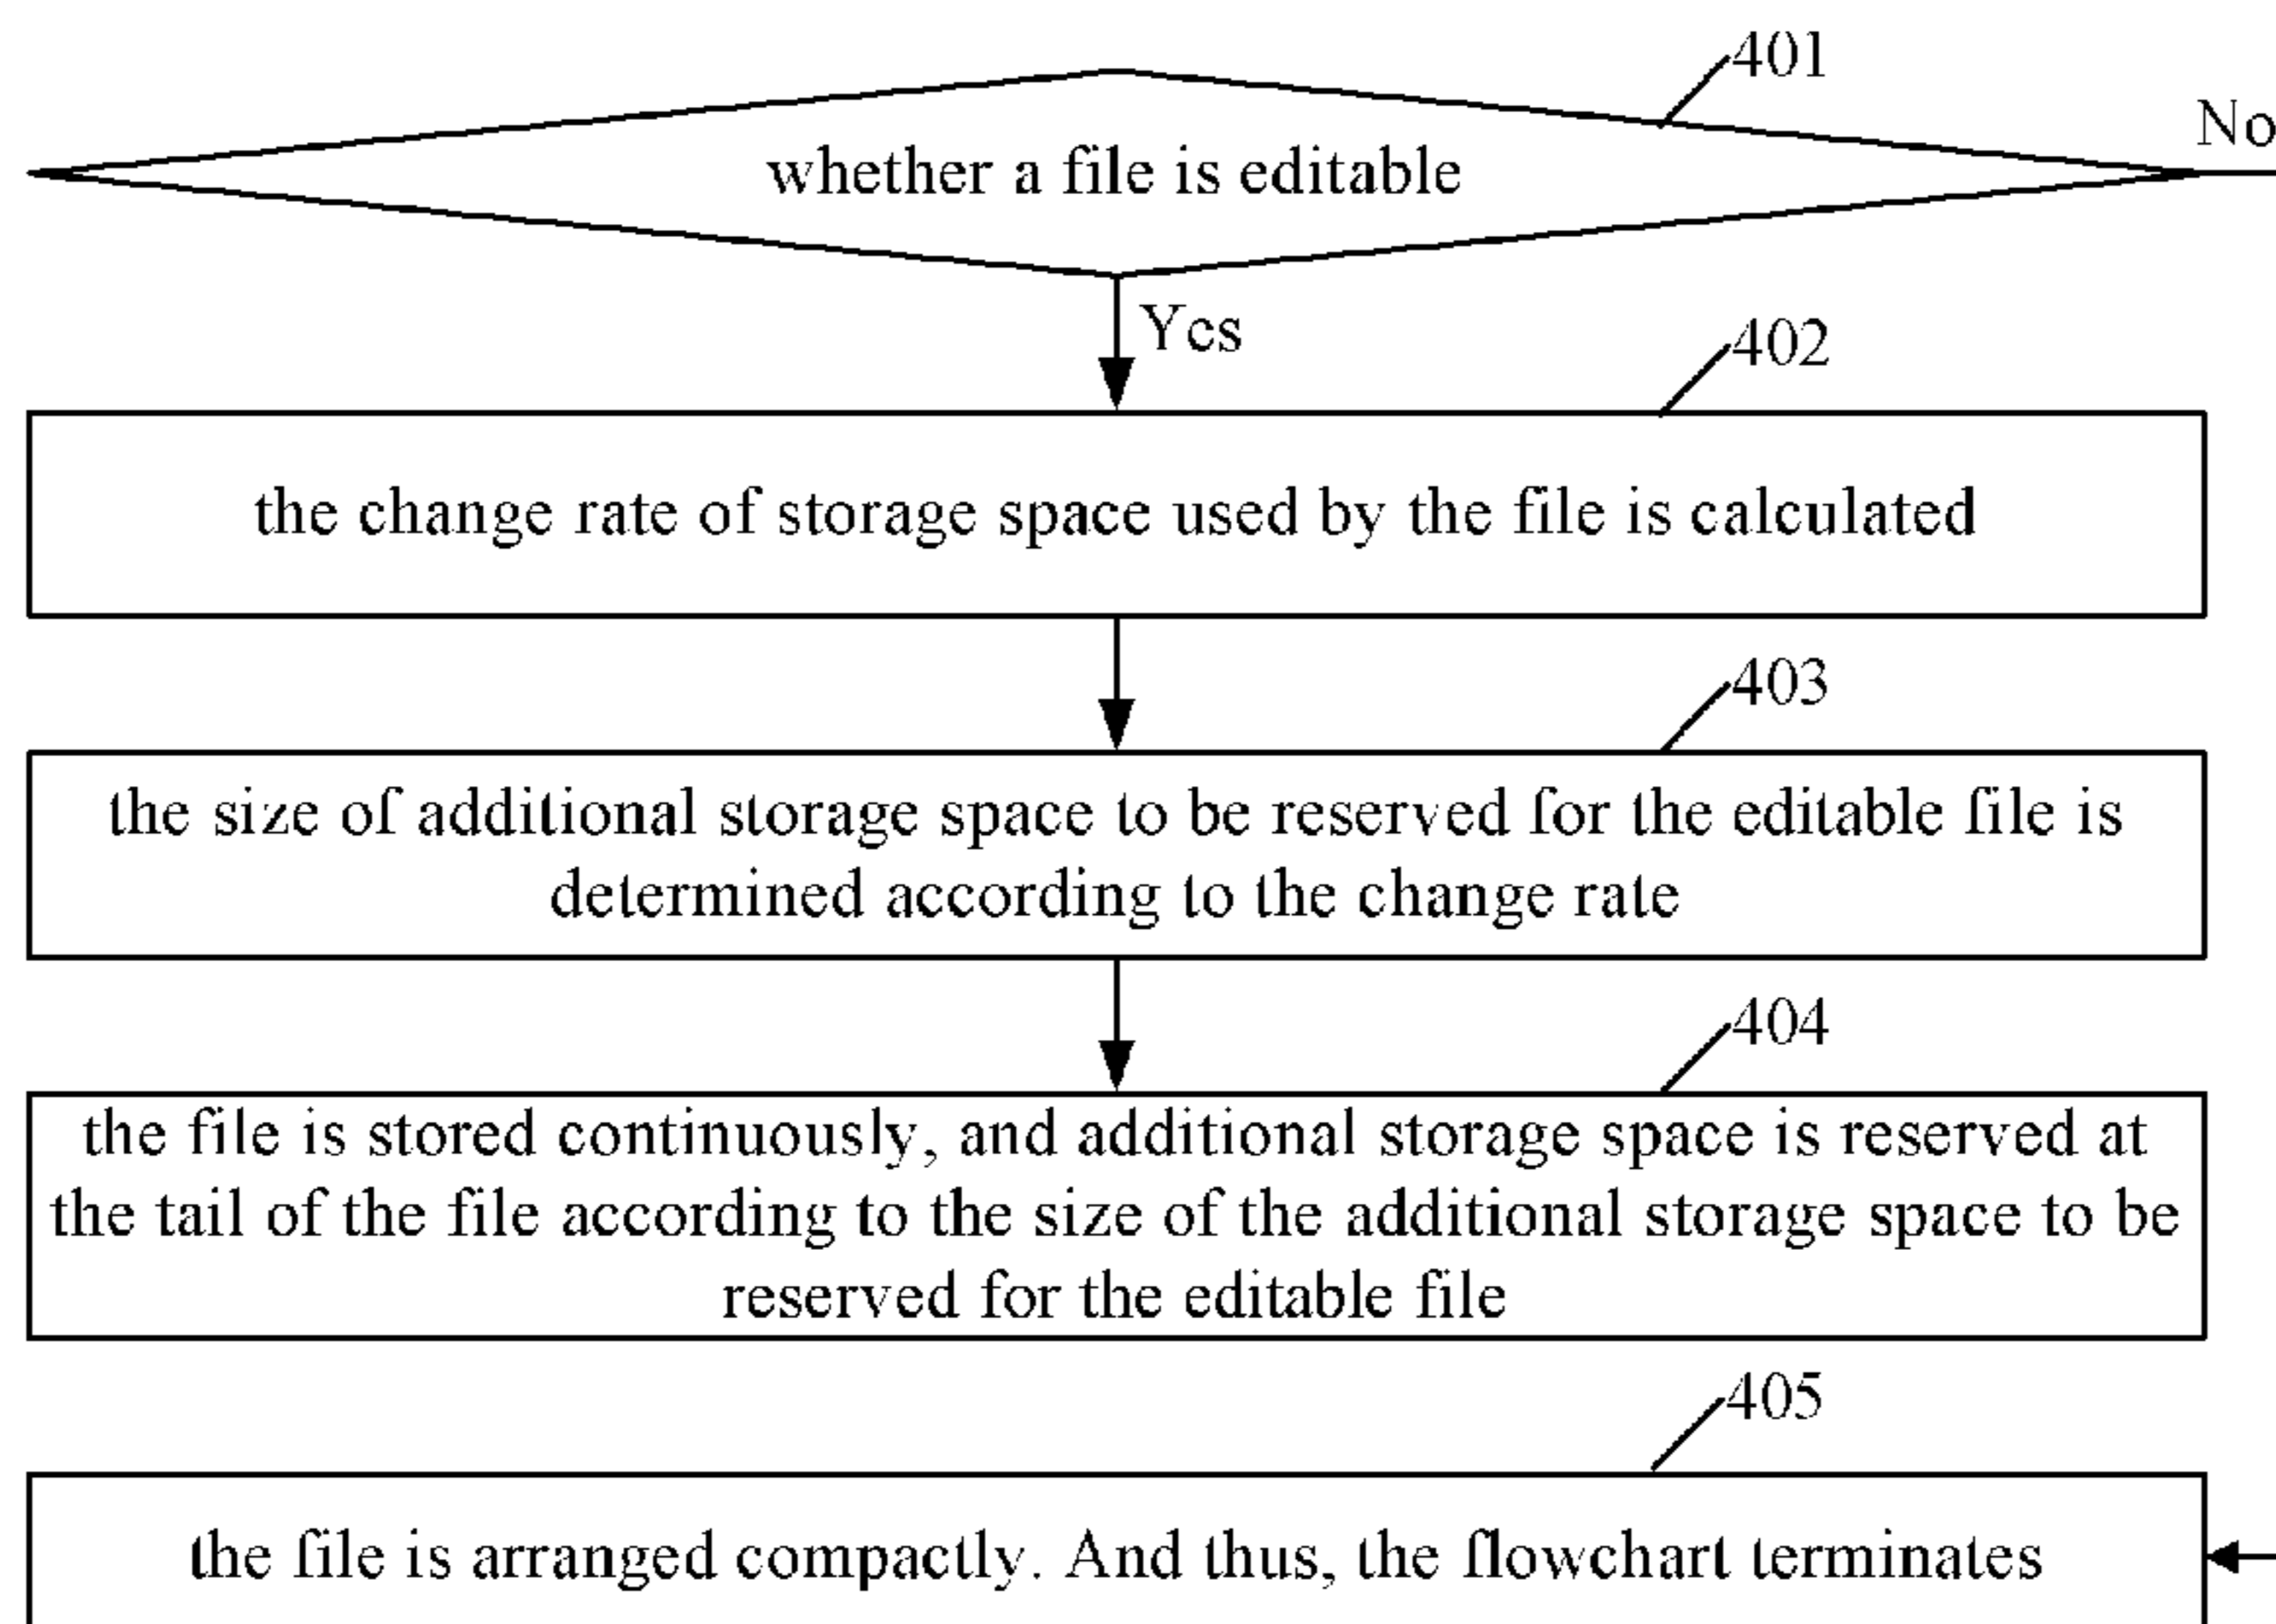 401
No
whether a file is editable
Yes
402
the change rate of storage space used by the file is calculated
403
the size of additional storage space to be reserved for the editable file is
determined according to the change rate
404
the file is stored continuously, and additional storage space is reserved at
the tail of the file according to the size of the additional storage space to be
reserved for the editable file
405
the file is arranged compactly. And thus, the flowchart terminates